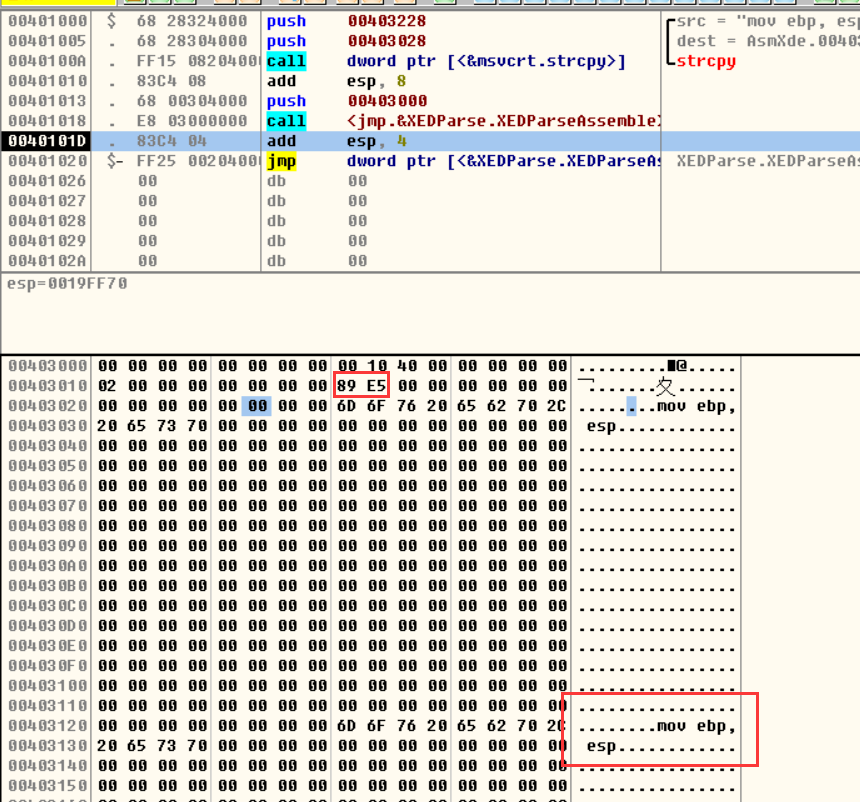 00401000 $ 68 28324000 push 00403228 src = "mov ebp, esp
00401005 . 68 28304000 push 00403028 dest = AsmXde.00403
0040100A . FF15 08204000 call dword ptr [<&msvcrt.strcpy>] strcpy
00401010 . 83C4 08 add esp, 8
00401013 . 68 00304000 push 00403000
00401018 . E8 03000000 call <jmp.&XEDParse.XEDParseAssemble>
0040101D . 83C4 04 add esp, 4
00401020 $- FF25 00204000 jmp dword ptr [<&XEDParse.XEDParseAs XEDParse.XEDParseAs
00401026 00 db 00
00401027 00 db 00
00401028 00 db 00
00401029 00 db 00
0040102A 00 db 00
esp=0019FF70
00403000 00 00 00 00 00 00 00 00 00 10 40 00 00 00 00 00 .........■@.....
00403010 02 00 00 00 00 00 00 00 89 E5 00 00 00 00 00 00 ¬.......夊......
00403020 00 00 00 00 00 00 00 00 6D 6F 76 20 65 62 70 2C ........mov ebp,
00403030 20 65 73 70 00 00 00 00 00 00 00 00 00 00 00 00  esp............
00403040 00 00 00 00 00 00 00 00 00 00 00 00 00 00 00 00 ................
00403050 00 00 00 00 00 00 00 00 00 00 00 00 00 00 00 00 ................
00403060 00 00 00 00 00 00 00 00 00 00 00 00 00 00 00 00 ................
00403070 00 00 00 00 00 00 00 00 00 00 00 00 00 00 00 00 ................
00403080 00 00 00 00 00 00 00 00 00 00 00 00 00 00 00 00 ................
00403090 00 00 00 00 00 00 00 00 00 00 00 00 00 00 00 00 ................
004030A0 00 00 00 00 00 00 00 00 00 00 00 00 00 00 00 00 ................
004030B0 00 00 00 00 00 00 00 00 00 00 00 00 00 00 00 00 ................
004030C0 00 00 00 00 00 00 00 00 00 00 00 00 00 00 00 00 ................
004030D0 00 00 00 00 00 00 00 00 00 00 00 00 00 00 00 00 ................
004030E0 00 00 00 00 00 00 00 00 00 00 00 00 00 00 00 00 ................
004030F0 00 00 00 00 00 00 00 00 00 00 00 00 00 00 00 00 ................
00403100 00 00 00 00 00 00 00 00 00 00 00 00 00 00 00 00 ................
00403110 00 00 00 00 00 00 00 00 00 00 00 00 00 00 00 00 ................
00403120 00 00 00 00 00 00 00 00 6D 6F 76 20 65 62 70 2C ........mov ebp,
00403130 20 65 73 70 00 00 00 00 00 00 00 00 00 00 00 00  esp............
00403140 00 00 00 00 00 00 00 00 00 00 00 00 00 00 00 00 ................
00403150 00 00 00 00 00 00 00 00 00 00 00 00 00 00 00 00 ................